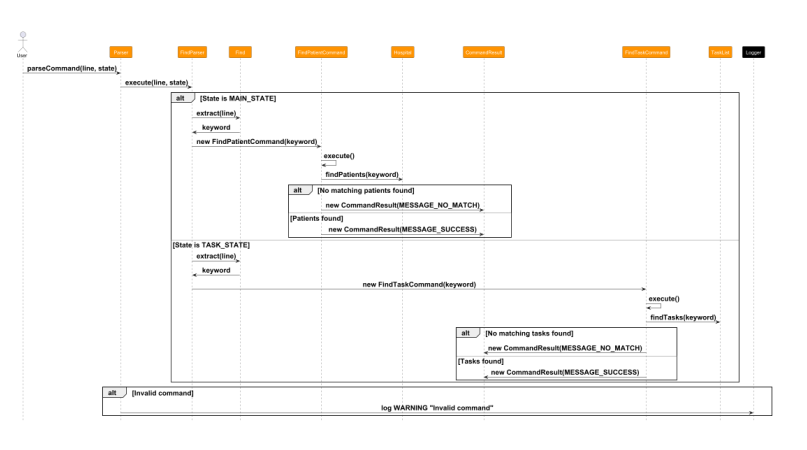 User
Parser
FindParser
Find
FindPatientCommand
Hospital
CommandResult
FindTaskCommand
TaskList
Logger
parseCommand(line, state)
execute(line, state)
alt [State is MAIN_STATE]
extract(line)
keyword
new FindPatientCommand(keyword)
execute()
findPatients(keyword)
alt [No matching patients found]
new CommandResult(MESSAGE_NO_MATCH)
[Patients found]
new CommandResult(MESSAGE_SUCCESS)
[State is TASK_STATE]
extract(line)
keyword
new FindTaskCommand(keyword)
execute()
findTasks(keyword)
alt [No matching tasks found]
new CommandResult(MESSAGE_NO_MATCH)
[Tasks found]
new CommandResult(MESSAGE_SUCCESS)
alt [Invalid command]
log WARNING "Invalid command"